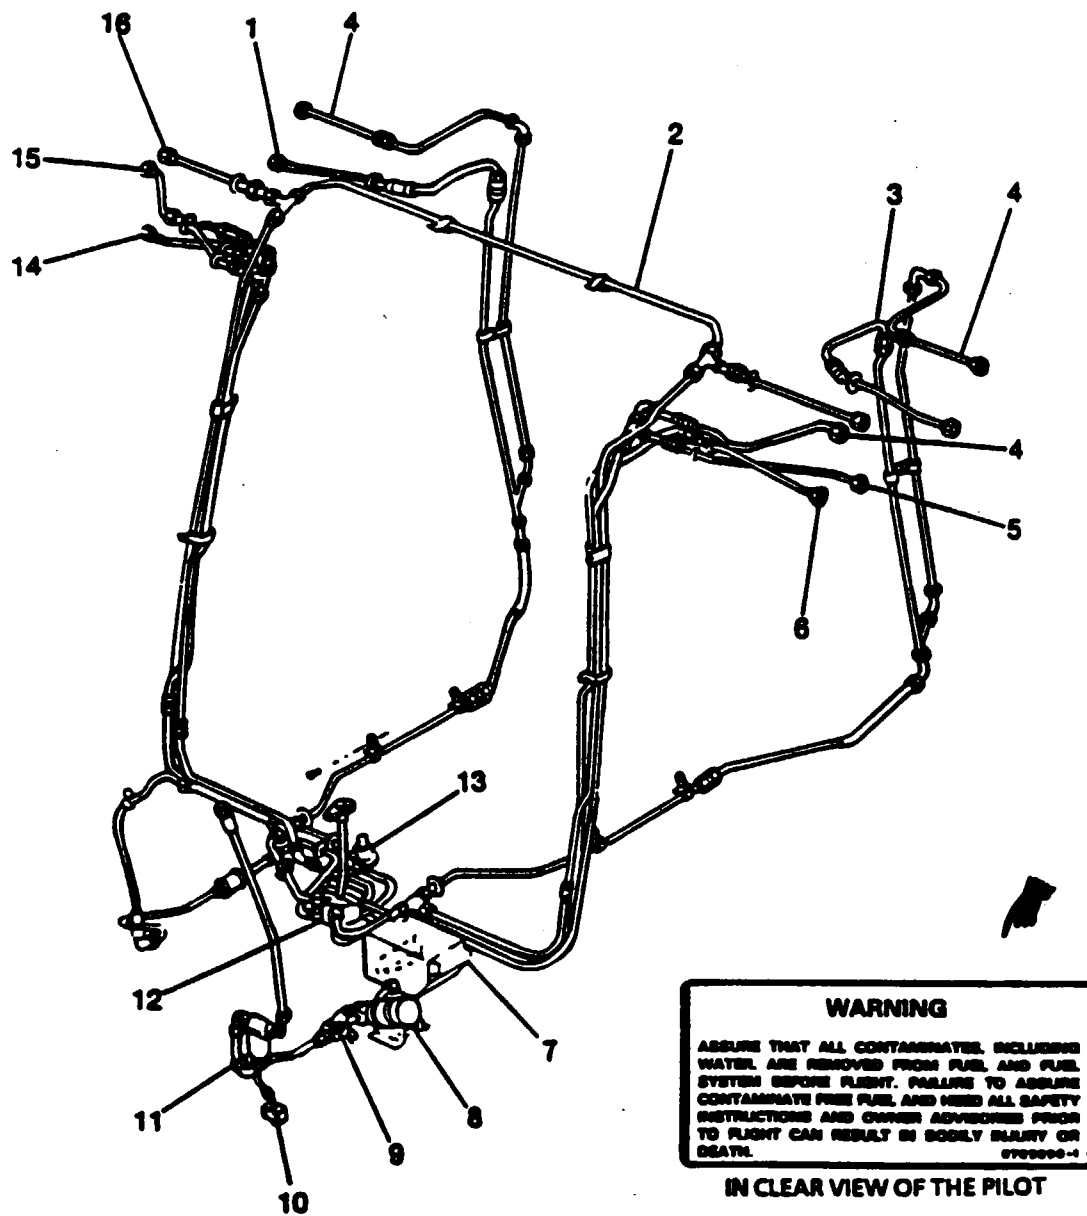 16
1
4
15
2
3
4
14
4
5
6
13
12
7
11
8
9
10
WARNING
ASSURE THAT ALL CONTAMINATES, INCLUDING
WATER, ARE REMOVED FROM FUEL AND FUEL
SYSTEM BEFORE FLIGHT. FAILURE TO ASSURE
CONTAMINATE FREE FUEL, AND HEED ALL SAFETY
INSTRUCTIONS AND OWNER ADVISORIES PRIOR
TO FLIGHT CAN RESULT IN BODILY INJURY OR
DEATH.
IN CLEAR VIEW OF THE PILOT